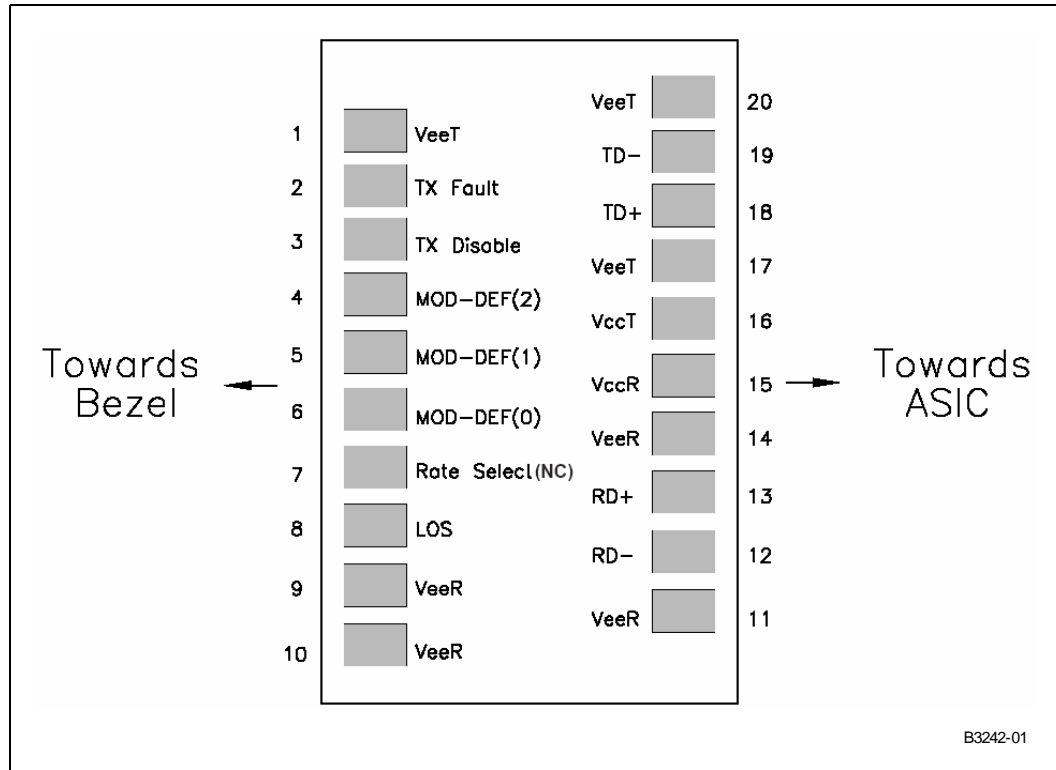 1 VeeT
2 TX Fault
3 TX Disable
4 MOD-DEF(2)
5 MOD-DEF(1)
6 MOD-DEF(0)
7 Rate Select(NC)
8 LOS
9 VeeR
10 VeeR
VeeT 20
TD- 19
TD+ 18
VeeT 17
VccT 16
VccR 15
VeeR 14
RD+ 13
RD- 12
VeeR 11
Towards
Bezel
Towards
ASIC
B3242-01